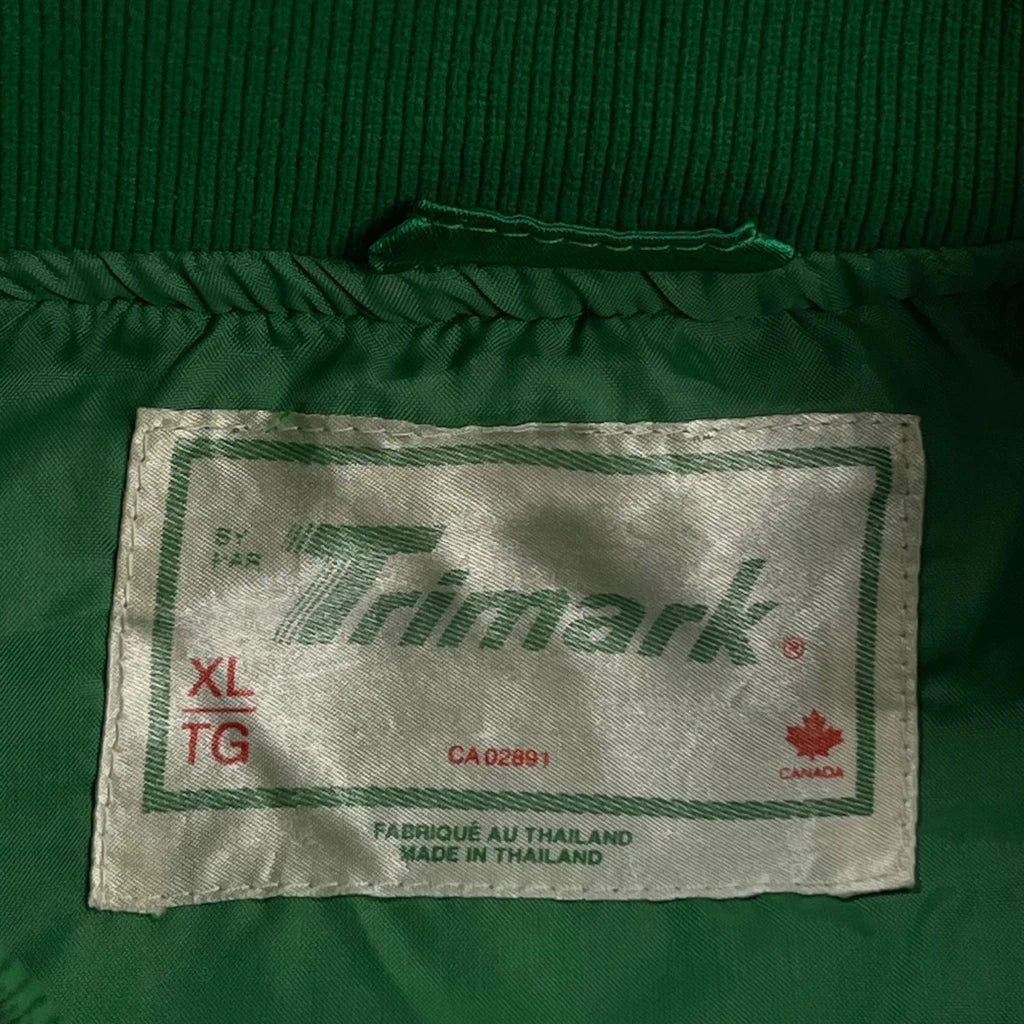 BY
PAR
Trimark®
XL
TG
CA 02891
CANADA
FABRIQUÉ AU THAILAND
MADE IN THAILAND